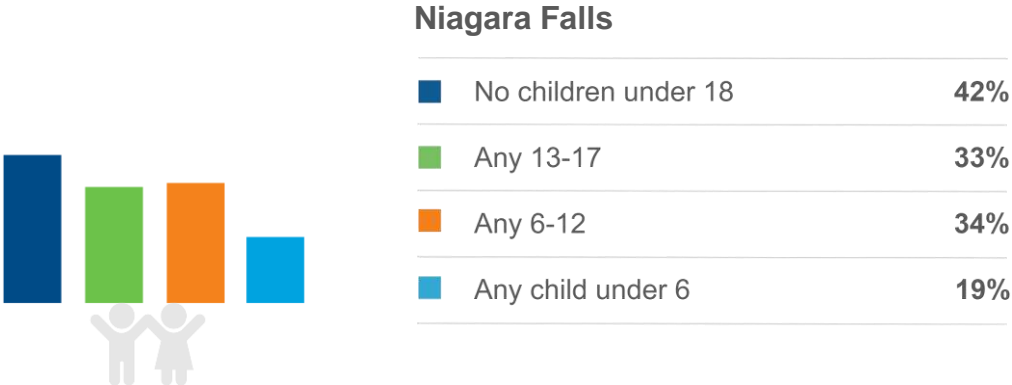 Niagara Falls
No children under 18 42%
Any 13-17 33%
Any 6-12 34%
Any child under 6 19%